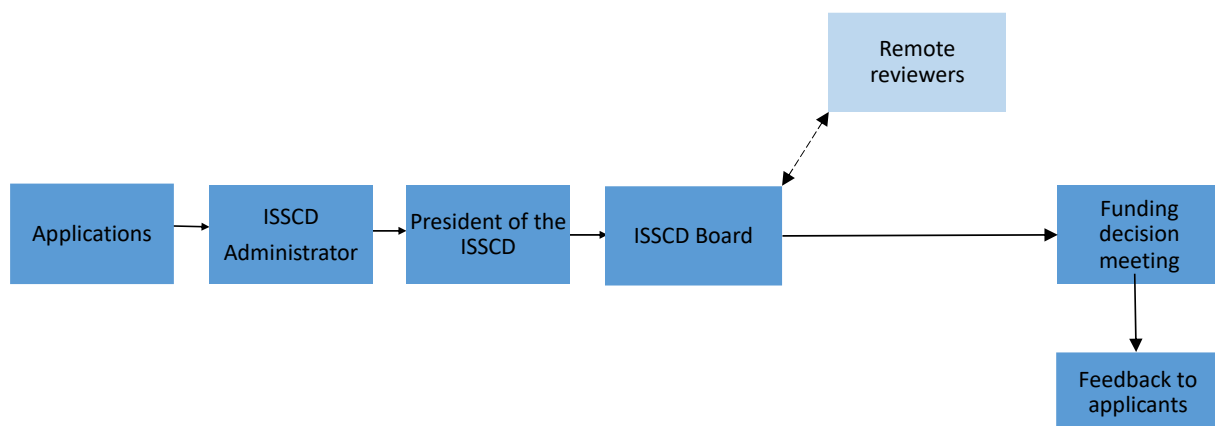 Remote
reviewers
Applications
ISSCD
Administrator
President of the
ISSCD
ISSCD Board
Funding
decision
meeting
Feedback to
applicants